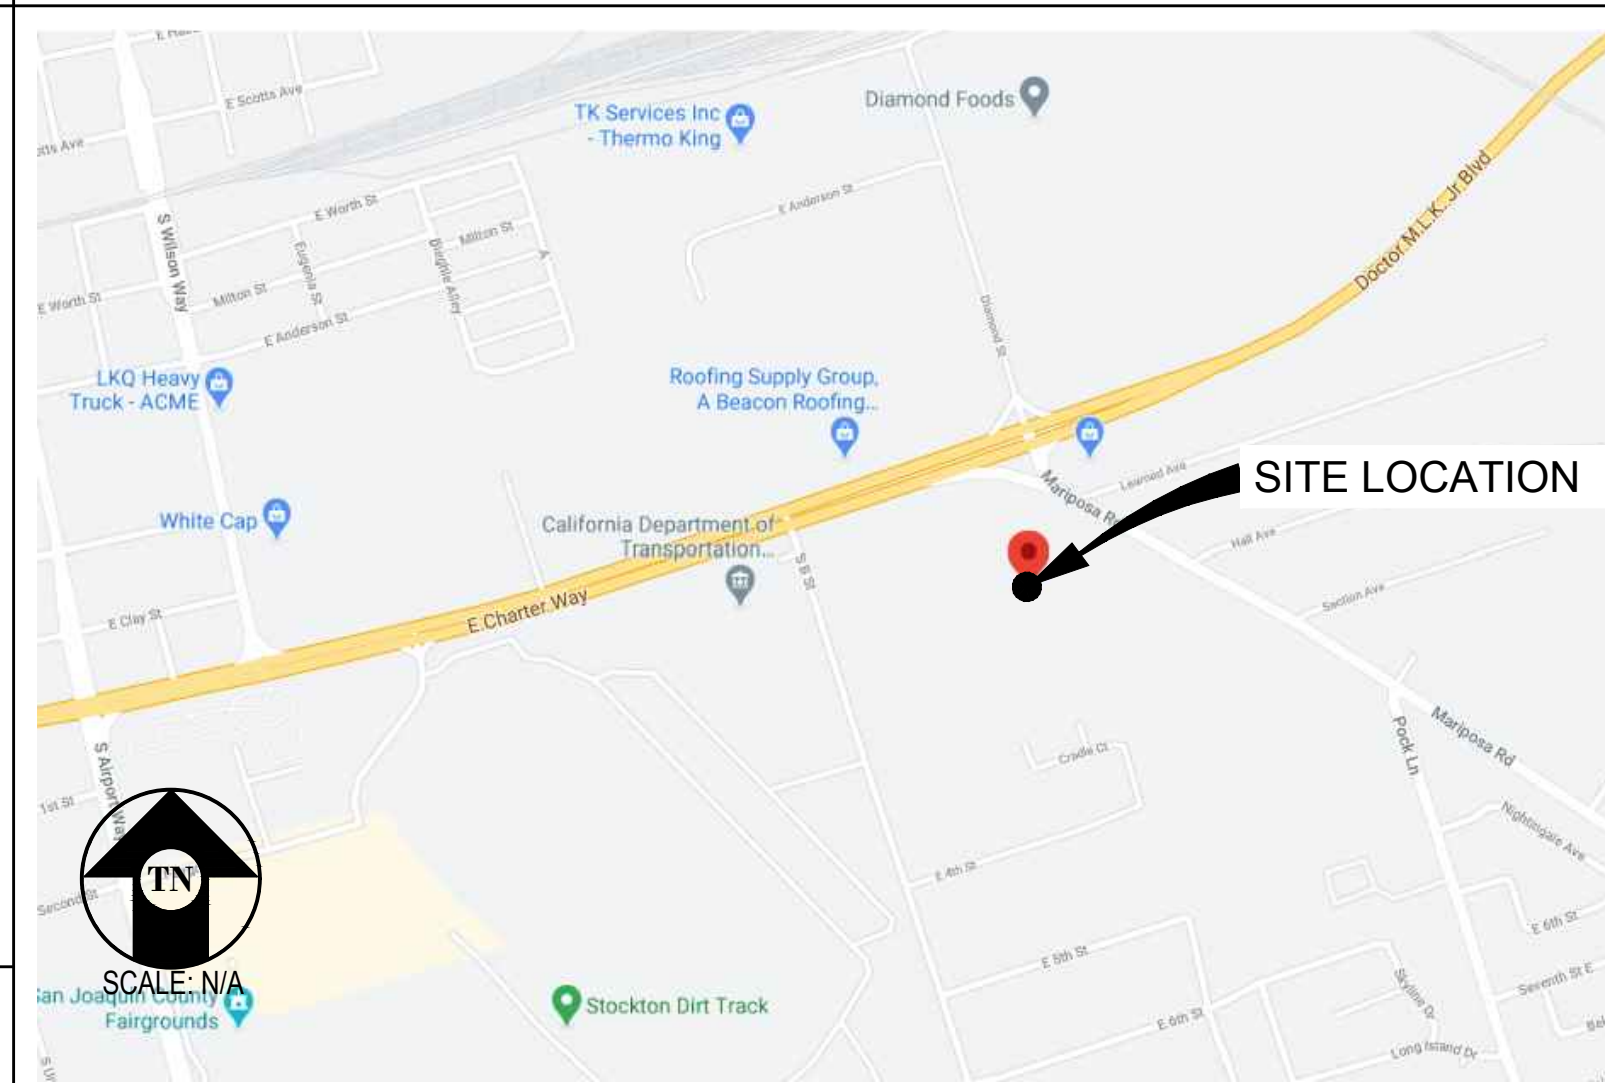 E Scotts Ave
TK Services Inc
- Thermo King
Diamond Foods
E Worth St
Milton St
E Anderson St
S Wilson Way
Eugenia St
A
E Worth St
Milton St
E Anderson St
Diamond St
Doctor M.L.K. Jr Blvd
LKQ Heavy
Truck - ACME
Roofing Supply Group,
A Beacon Roofing...
Learned Ave
SITE LOCATION
Mariposa Rd
White Cap
California Department of
Transportation...
S B St
Hall Ave
Section Ave
E Clay St
E Charter Way
S Airport Way
Cradle Ct
Pock Ln
Mariposa Rd
1st St
Nightingale Ave
TN
Second St
E 4th St
E 5th St
E 6th St
SCALE: N/A
San Joaquin County
Fairgrounds
Stockton Dirt Track
Skyline Dr
Seventh St E
E 6th St
Long Island Dr